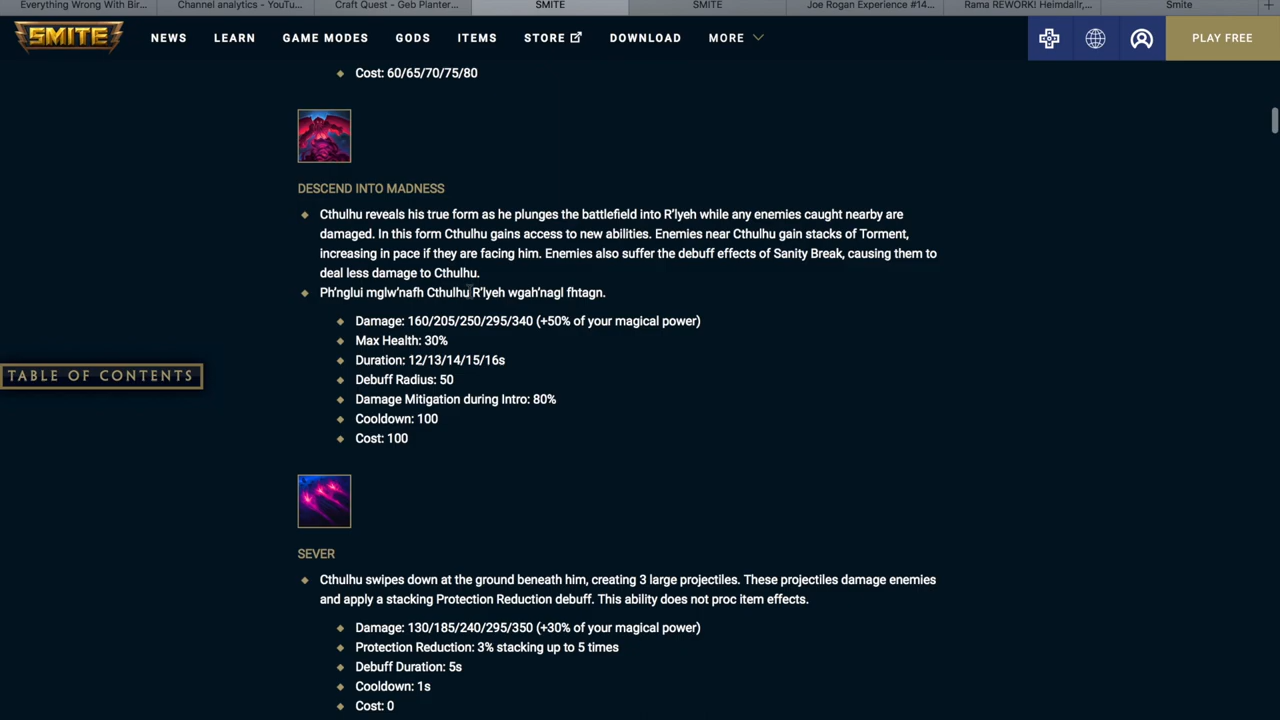 Everything Wrong With Bir...
Channel analytics - YouTu...
Craft Quest - Geb Planter...
SMITE
SMITE
Joe Rogan Experience #14...
Rama REWORK! Heimdallr,...
Smite
SMITE
NEWS
LEARN
GAME MODES
GODS
ITEMS
STORE
DOWNLOAD
MORE
PLAY FREE
Cost: 60/65/70/75/80
DESCEND INTO MADNESS
Cthulhu reveals his true form as he plunges the battlefield into R'lyeh while any enemies caught nearby are
damaged. In this form Cthulhu gains access to new abilities. Enemies near Cthulhu gain stacks of Torment,
increasing in pace if they are facing him. Enemies also suffer the debuff effects of Sanity Break, causing them to
deal less damage to Cthulhu.
Ph'nglui mglw'nafh Cthulhu R'lyeh wgah'nagl fhtagn.
Damage: 160/205/250/295/340 (+50% of your magical power)
Max Health: 30%
Duration: 12/13/14/15/16s
Debuff Radius: 50
TABLE OF CONTENTS
Damage Mitigation during Intro: 80%
Cooldown: 100
Cost: 100
SEVER
Cthulhu swipes down at the ground beneath him, creating 3 large projectiles. These projectiles damage enemies
and apply a stacking Protection Reduction debuff. This ability does not proc item effects.
Damage: 130/185/240/295/350 (+30% of your magical power)
Protection Reduction: 3% stacking up to 5 times
Debuff Duration: 5s
Cooldown: 1s
Cost: 0